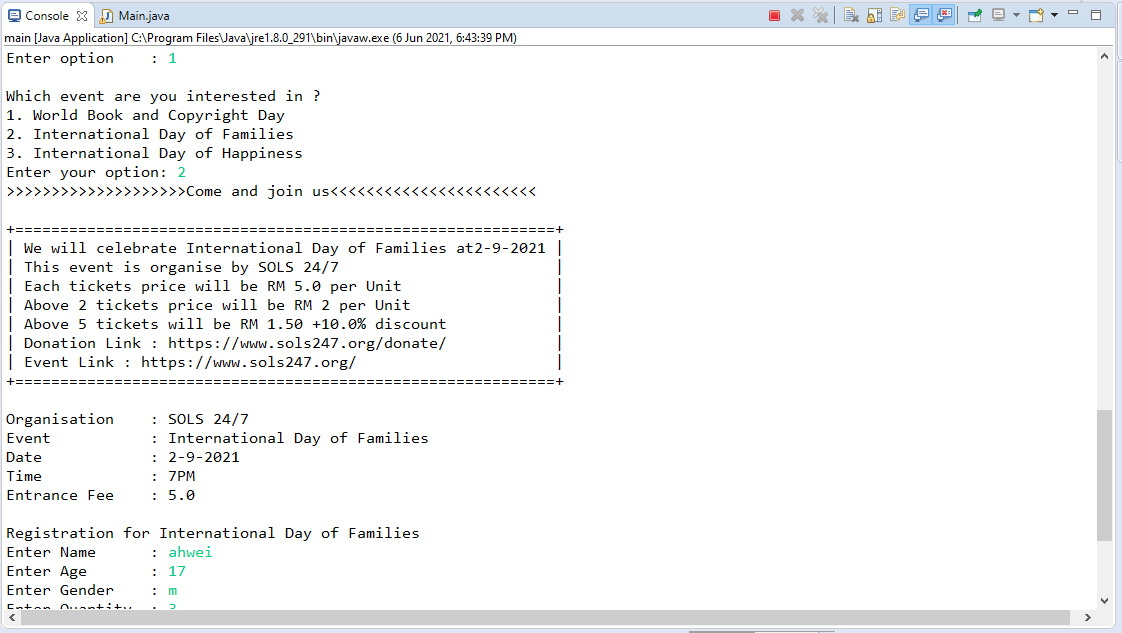 Console Main.java
main [Java Application] C:\Program Files\Java\jre1.8.0_291\bin\javaw.exe (6 Jun 2021, 6:43:39 PM)
Enter option    : 1
Which event are you interested in ?
1. World Book and Copyright Day
2. International Day of Families
3. International Day of Happiness
Enter your option: 2
>>>>>>>>>>>>>>>>>>>>Come and join us<<<<<<<<<<<<<<<<<<<<<<<
+============================================================+
| We will celebrate International Day of Families at2-9-2021 |
| This event is organise by SOLS 24/7                        |
| Each tickets price will be RM 5.0 per Unit                 |
| Above 2 tickets price will be RM 2 per Unit                |
| Above 5 tickets will be RM 1.50 +10.0% discount            |
| Donation Link : https://www.sols247.org/donate/            |
| Event Link : https://www.sols247.org/                      |
+============================================================+
Organisation    : SOLS 24/7
Event           : International Day of Families
Date            : 2-9-2021
Time            : 7PM
Entrance Fee    : 5.0
Registration for International Day of Families
Enter Name      : ahwei
Enter Age       : 17
Enter Gender    : m
Enter Quantity  : 3